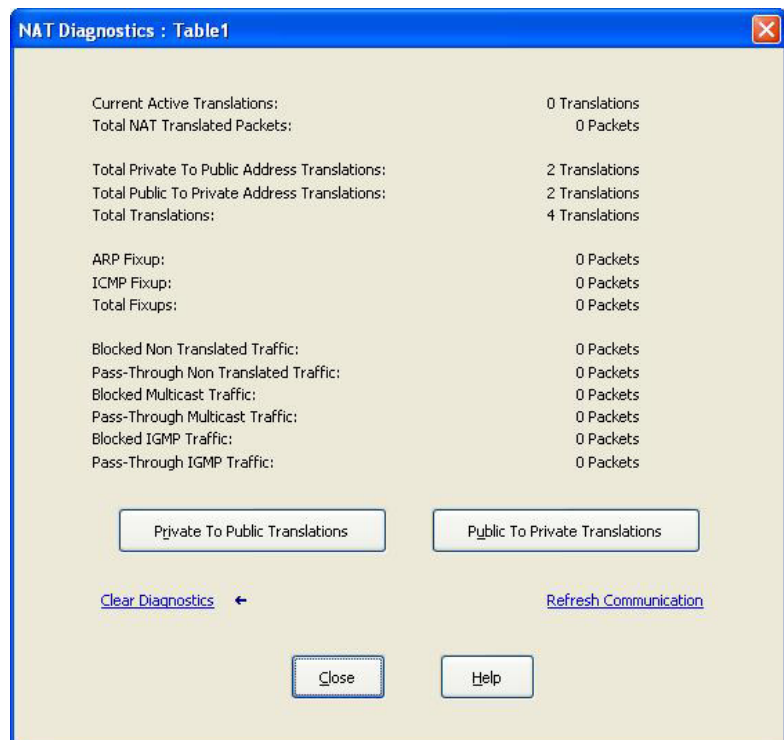 NAT Diagnostics : Table1
Current Active Translations: 0 Translations
Total NAT Translated Packets: 0 Packets
Total Private To Public Address Translations: 2 Translations
Total Public To Private Address Translations: 2 Translations
Total Translations: 4 Translations
ARP Fixup: 0 Packets
ICMP Fixup: 0 Packets
Total Fixups: 0 Packets
Blocked Non Translated Traffic: 0 Packets
Pass-Through Non Translated Traffic: 0 Packets
Blocked Multicast Traffic: 0 Packets
Pass-Through Multicast Traffic: 0 Packets
Blocked IGMP Traffic: 0 Packets
Pass-Through IGMP Traffic: 0 Packets
Private To Public Translations Public To Private Translations
Clear Diagnostics ← Refresh Communication
Close Help